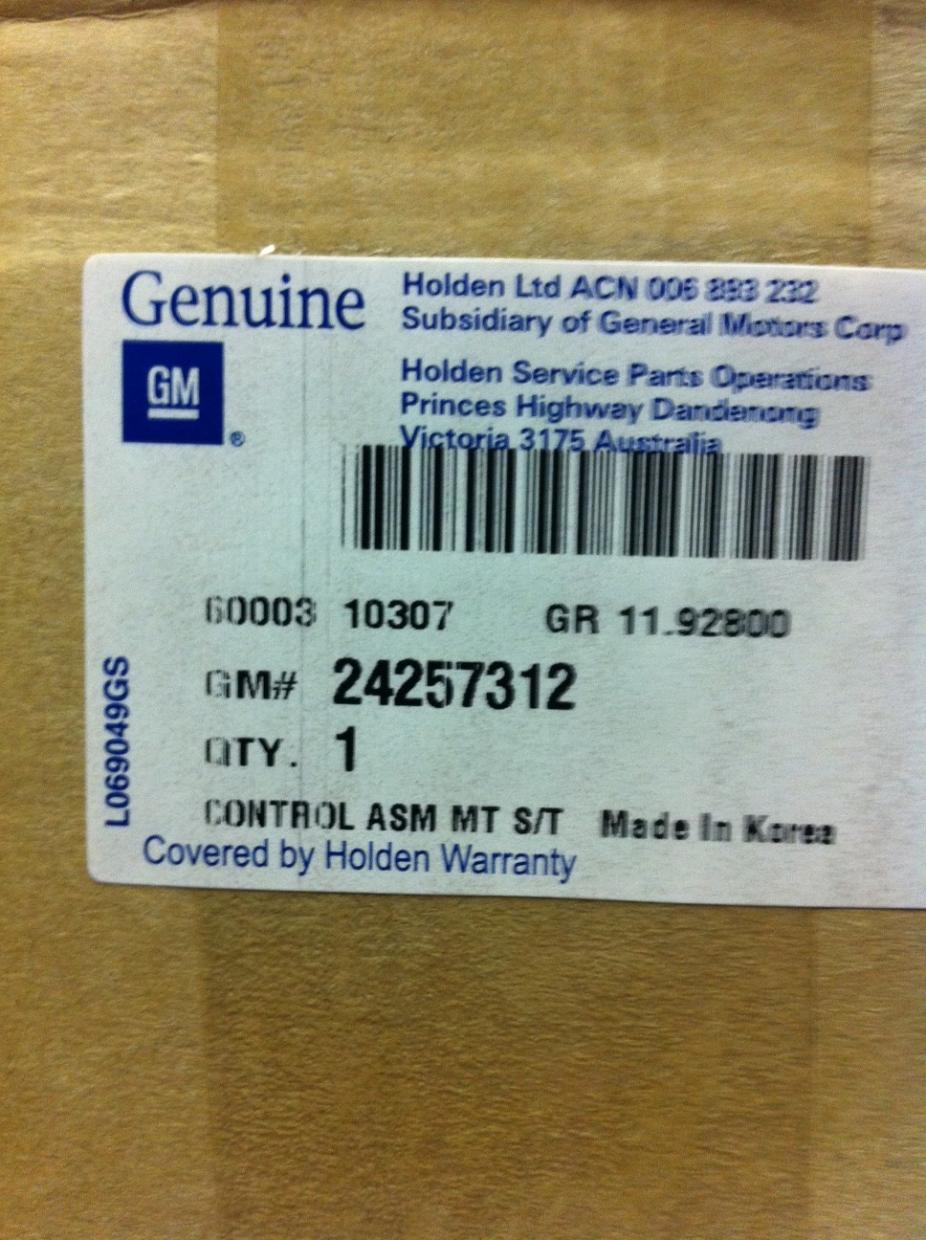 Genuine
GM
®
Holden Ltd ACN 006 893 232
Subsidiary of General Motors Corp
Holden Service Parts Operations
Princes Highway Dandenong
Victoria 3175 Australia
60003 10307 GR 11.92800
GM# 24257312
QTY. 1
CONTROL ASM MT S/T Made In Korea
Covered by Holden Warranty
L069049GS